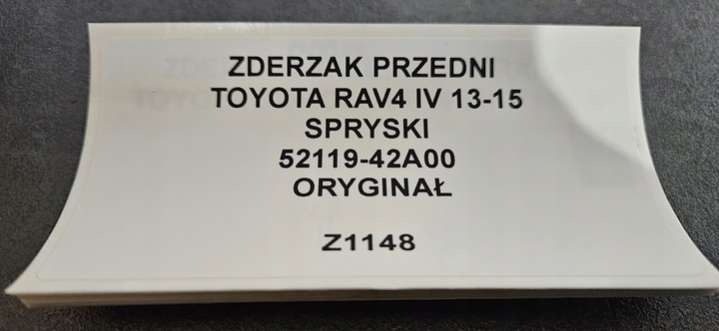 ZDERZAK PRZEDNI
TOYOTA RAV4 IV 13-15
SPRYSKI
52119-42A00
ORYGINAŁ
Z1148